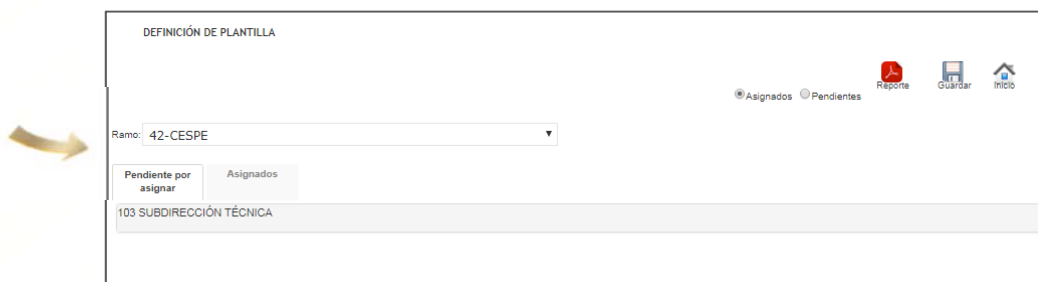 DEFINICIÓN DE PLANTILLA
Reporte Guardar Inicio
Asignados Pendientes
Ramo: 42-CESPE
Pendiente por
asignar
Asignados
103 SUBDIRECCIÓN TÉCNICA